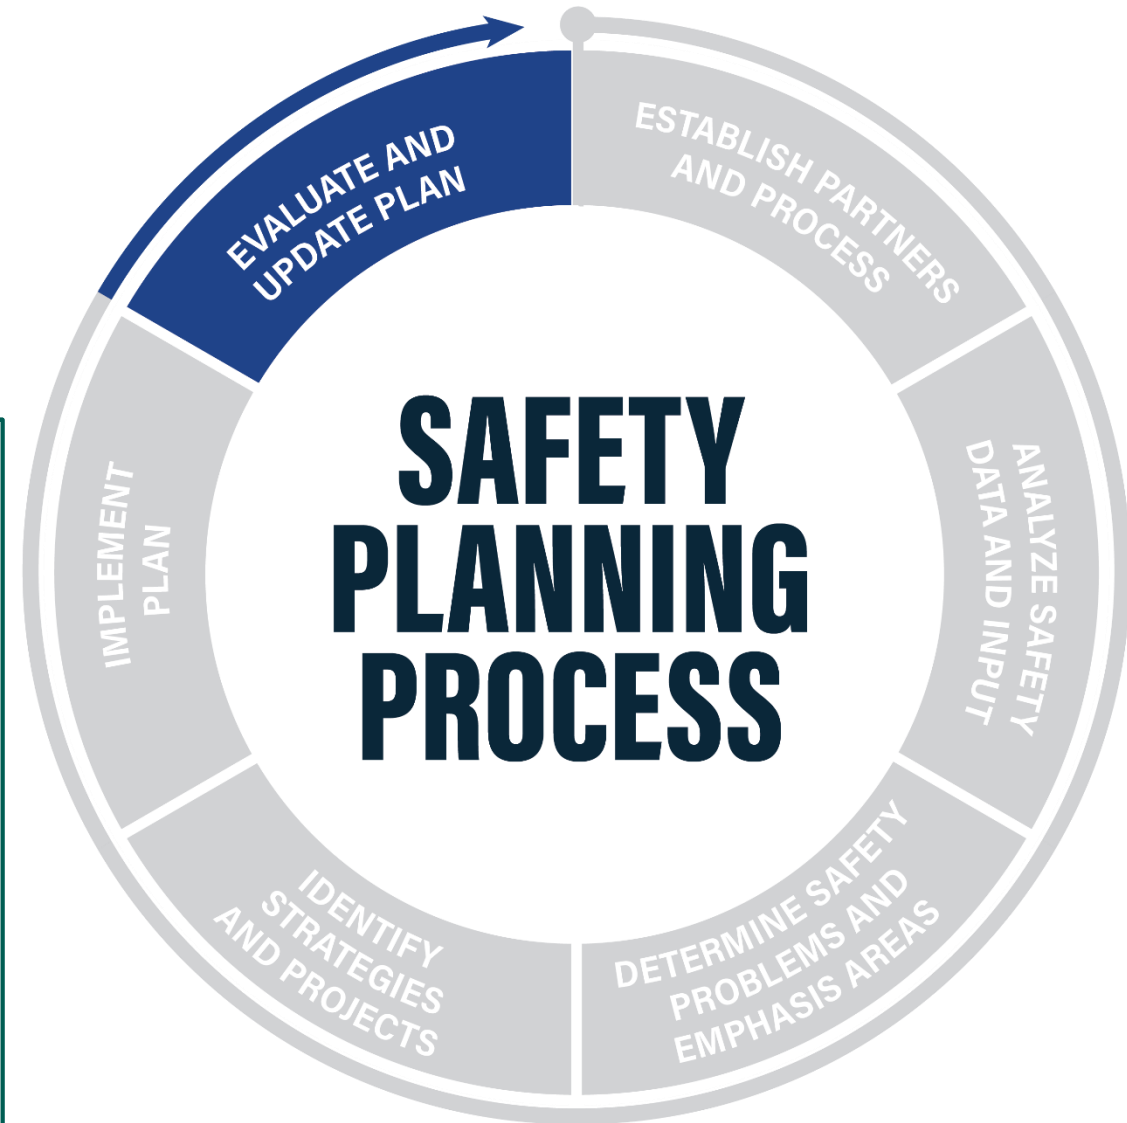 SAFETY
PLANNING
PROCESS
ESTABLISH PARTNERS
AND PROCESS
ANALYZE SAFETY
DATA AND INPUT
DETERMINE SAFETY
PROBLEMS AND
EMPHASIS AREAS
IDENTIFY
STRATEGIES
AND PROJECTS
IMPLEMENT
PLAN
EVALUATE AND
UPDATE PLAN